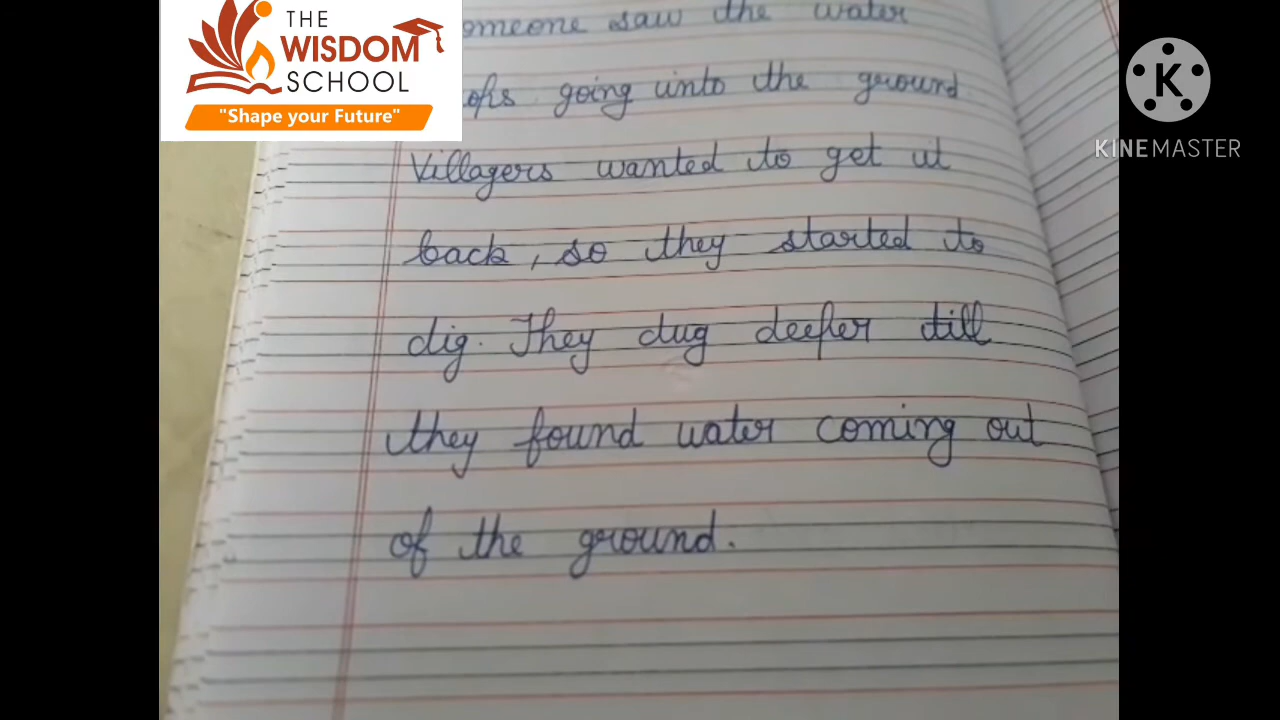 THE
WISDOM
SCHOOL
"Shape your Future"
K
KINEMASTER
saw the water
going into the ground
Villagers wanted to get it
back, so they started to
dig. They dug deeper till
they found water coming out
of the ground.